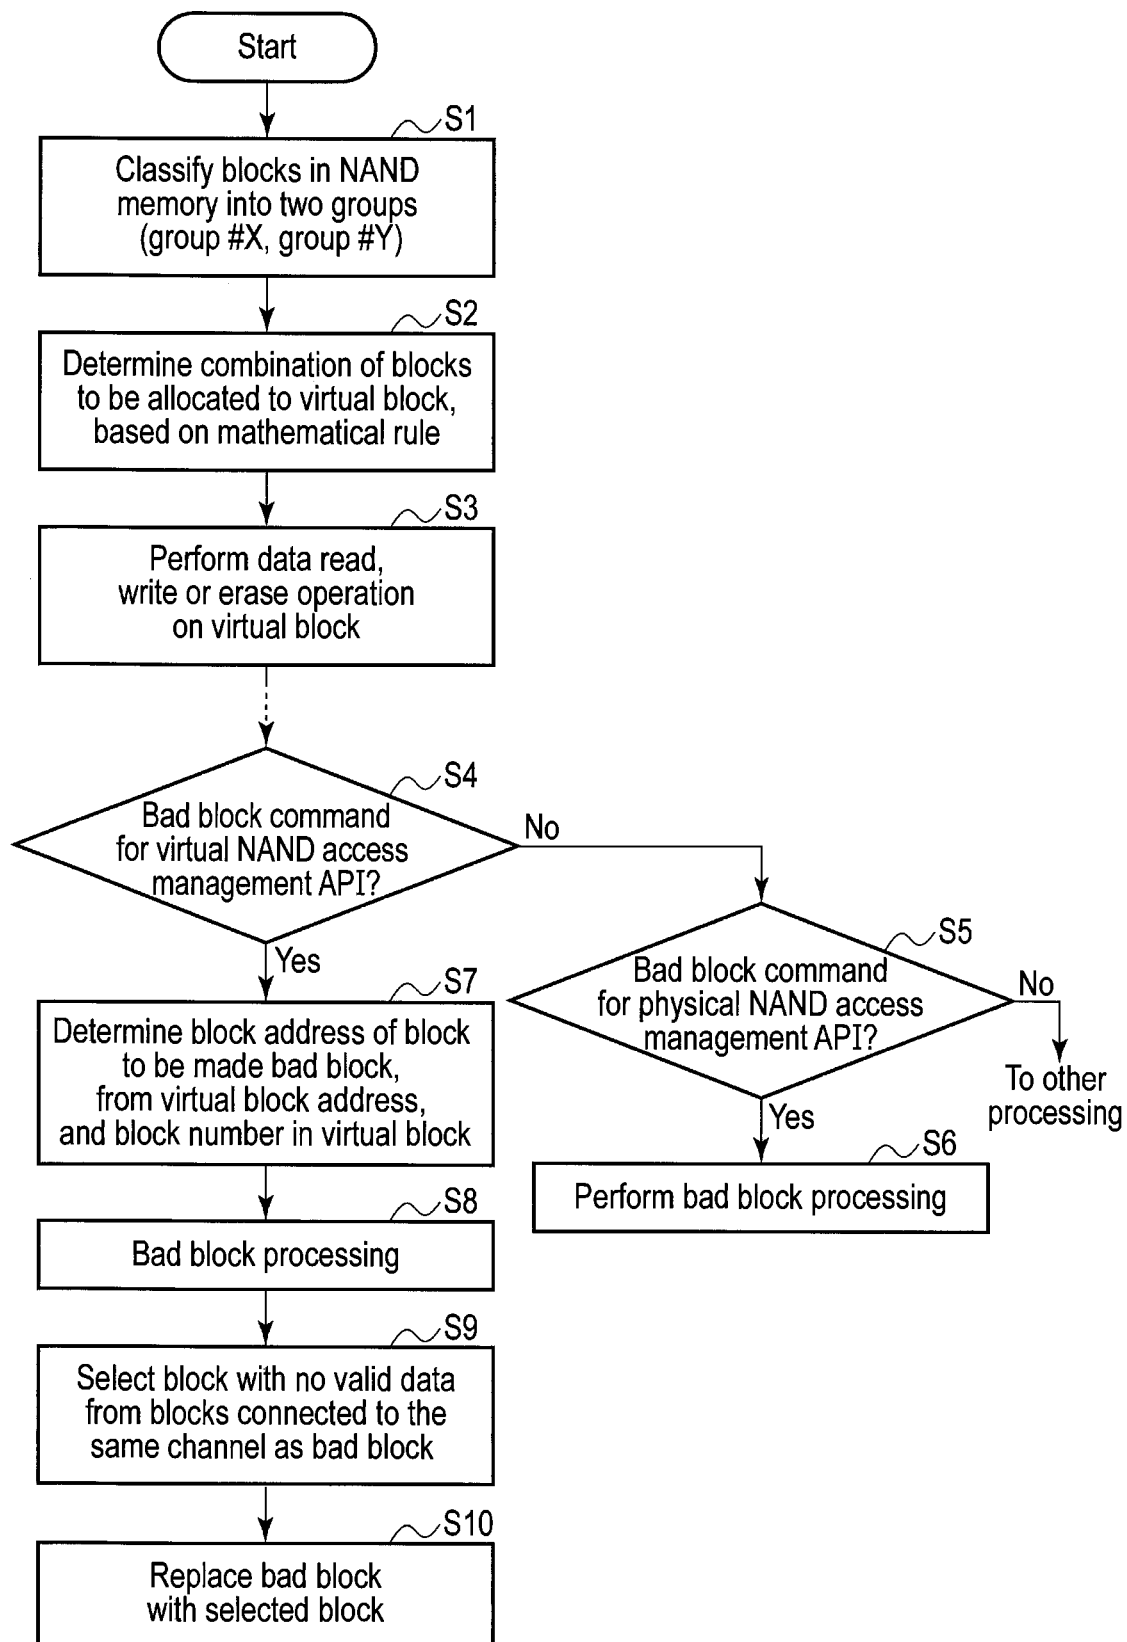 Start
S1
Classify blocks in NAND
memory into two groups
(group #X, group #Y)
S2
Determine combination of blocks
to be allocated to virtual block,
based on mathematical rule
S3
Perform data read,
write or erase operation
on virtual block
S4
Bad block command
for virtual NAND access
management API?
No
Yes
S5
Bad block command
for physical NAND access
management API?
No
To other
processing
Yes
S6
Perform bad block processing
S7
Determine block address of block
to be made bad block,
from virtual block address,
and block number in virtual block
S8
Bad block processing
S9
Select block with no valid data
from blocks connected to the
same channel as bad block
S10
Replace bad block
with selected block